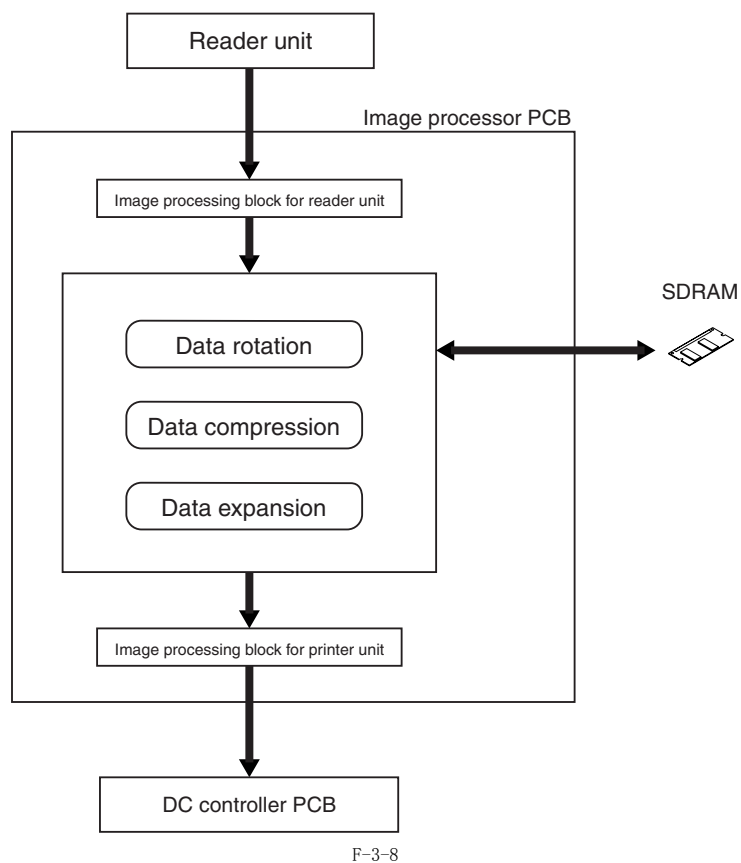 Reader unit
Image processor PCB
Image processing block for reader unit
SDRAM
Data rotation
Data compression
Data expansion
Image processing block for printer unit
DC controller PCB
F-3-8